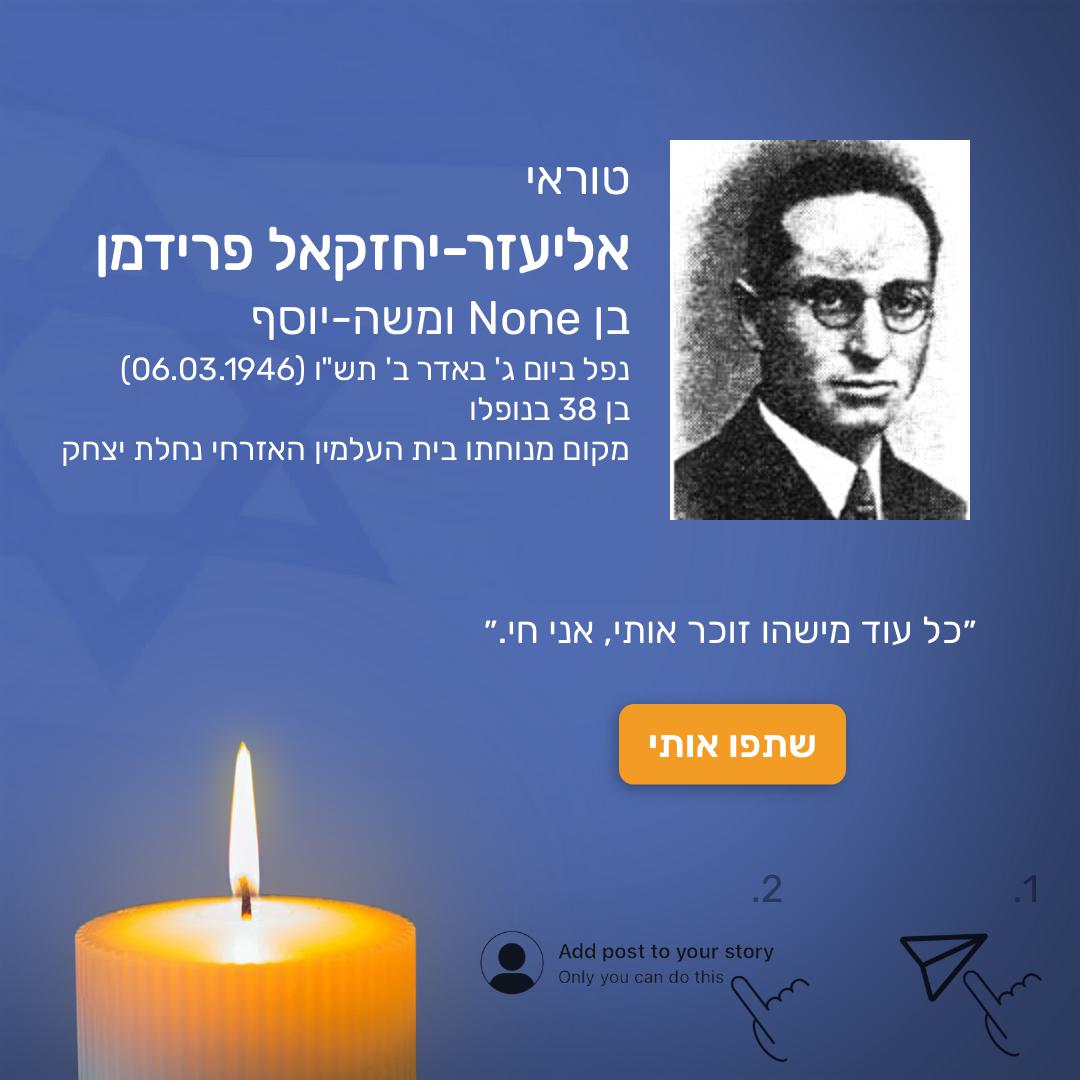 טוראי
אליעזר-יחזקאל פרידמן
בן None ומשה-יוסף
נפל ביום ג' באדר ב' תש"ו (06.03.1946)
בן 38 בנופלו
מקום מנוחתו בית העלמין האזרחי נחלת יצחק
״כל עוד מישהו זוכר אותי, אני חי.״
שתפו אותי
.1
.2
Add post to your story
Only you can do this